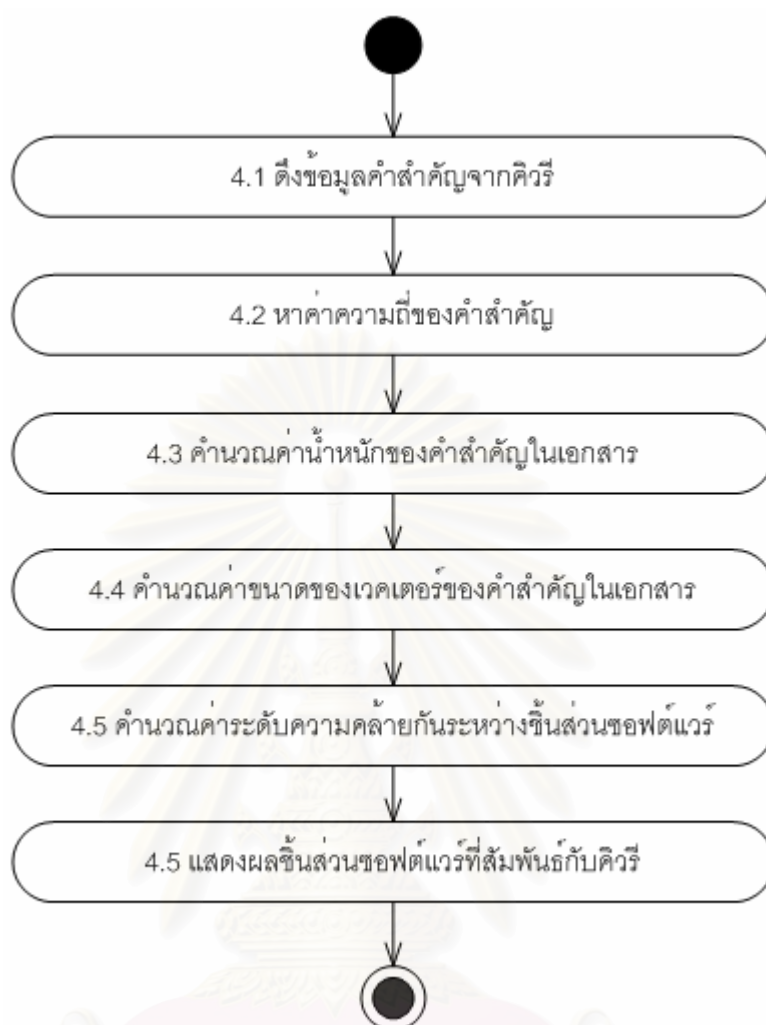 4.1 ดึงข้อมูลคำสำคัญจากคิวรี
4.2 หาค่าความถี่ของคำสำคัญ
4.3 คำนวณค่าน้ำหนักของคำสำคัญในเอกสาร
4.4 คำนวณค่าขนาดของเวคเตอร์ของคำสำคัญในเอกสาร
4.5 คำนวณค่าระดับความคล้ายกันระหว่างชิ้นส่วนซอฟต์แวร์
4.5 แสดงผลชิ้นส่วนซอฟต์แวร์ที่สัมพันธ์กับคิวรี